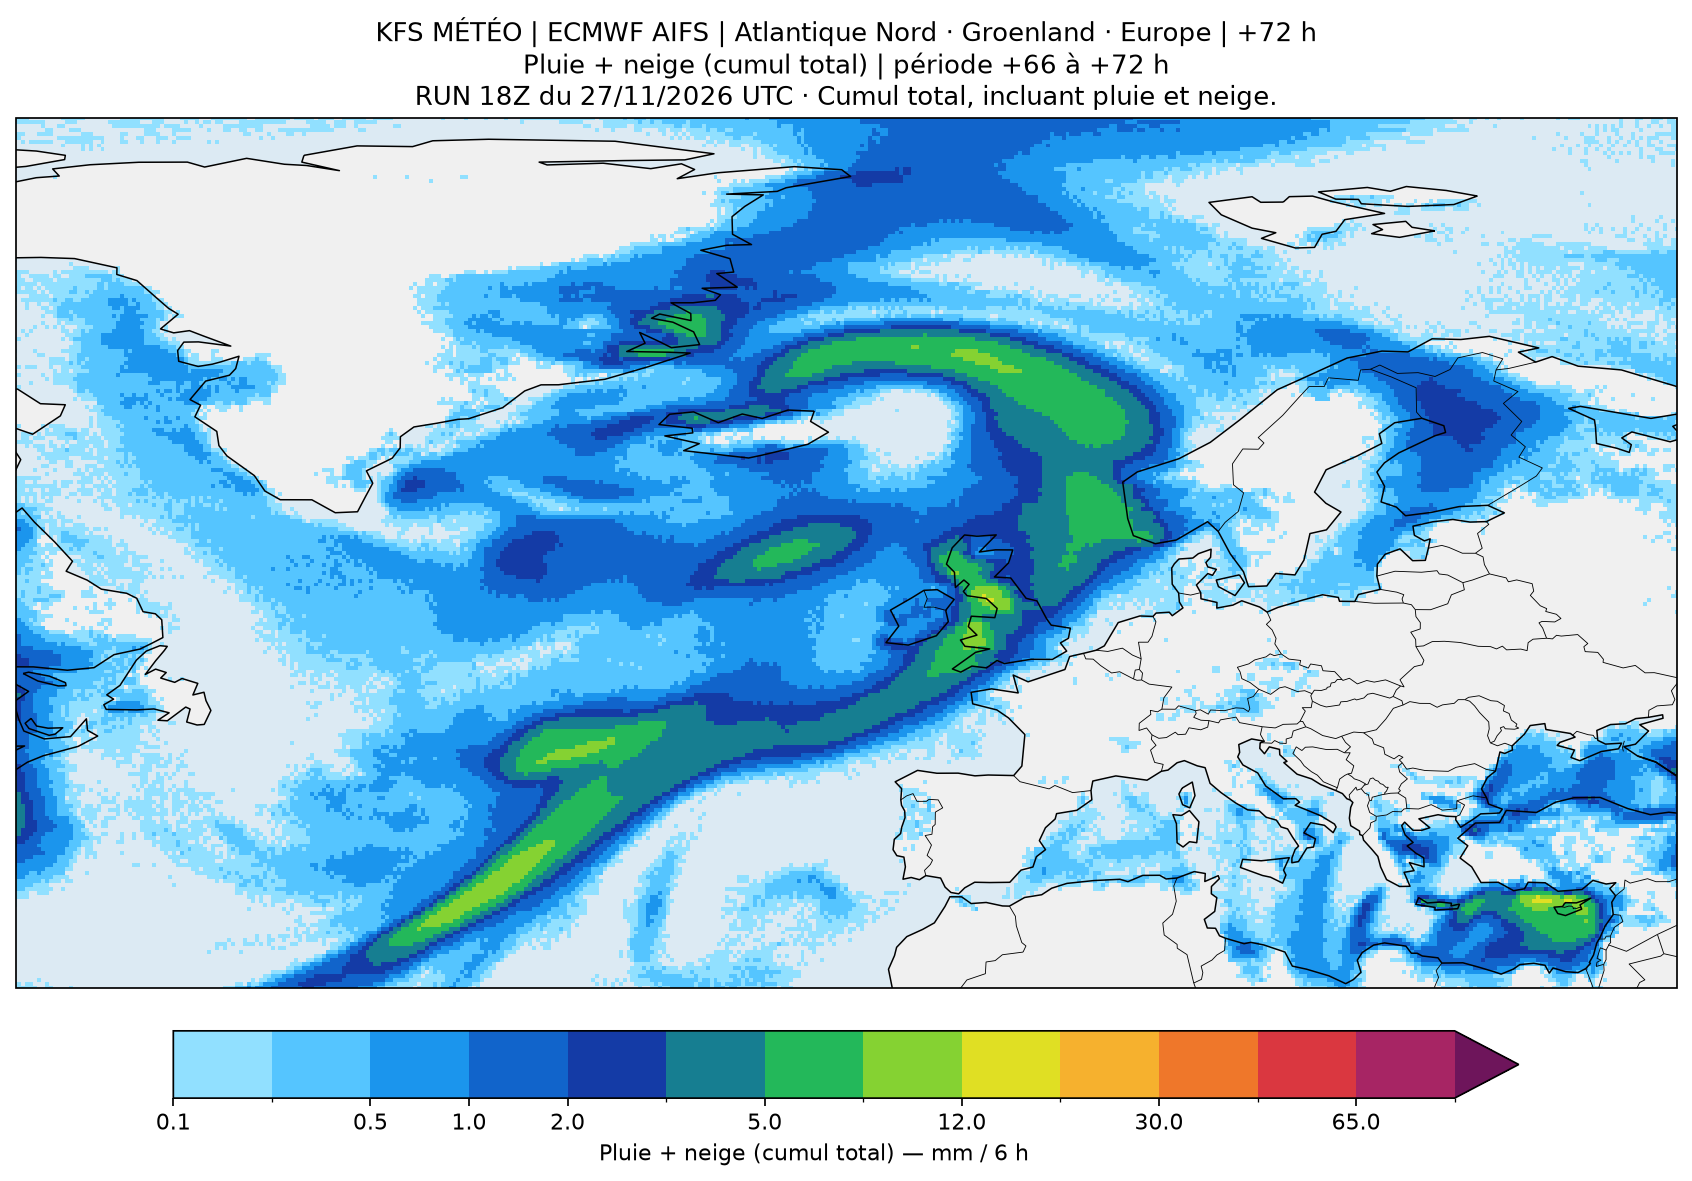 KFS MÉTÉO | ECMWF AIFS | Atlantique Nord · Groenland · Europe | +72 h
Pluie + neige (cumul total) | période +66 à +72 h
RUN 18Z du 27/11/2026 UTC · Cumul total, incluant pluie et neige.
0.1 0.5 1.0 2.0 5.0 12.0 30.0 65.0
Pluie + neige (cumul total) — mm / 6 h